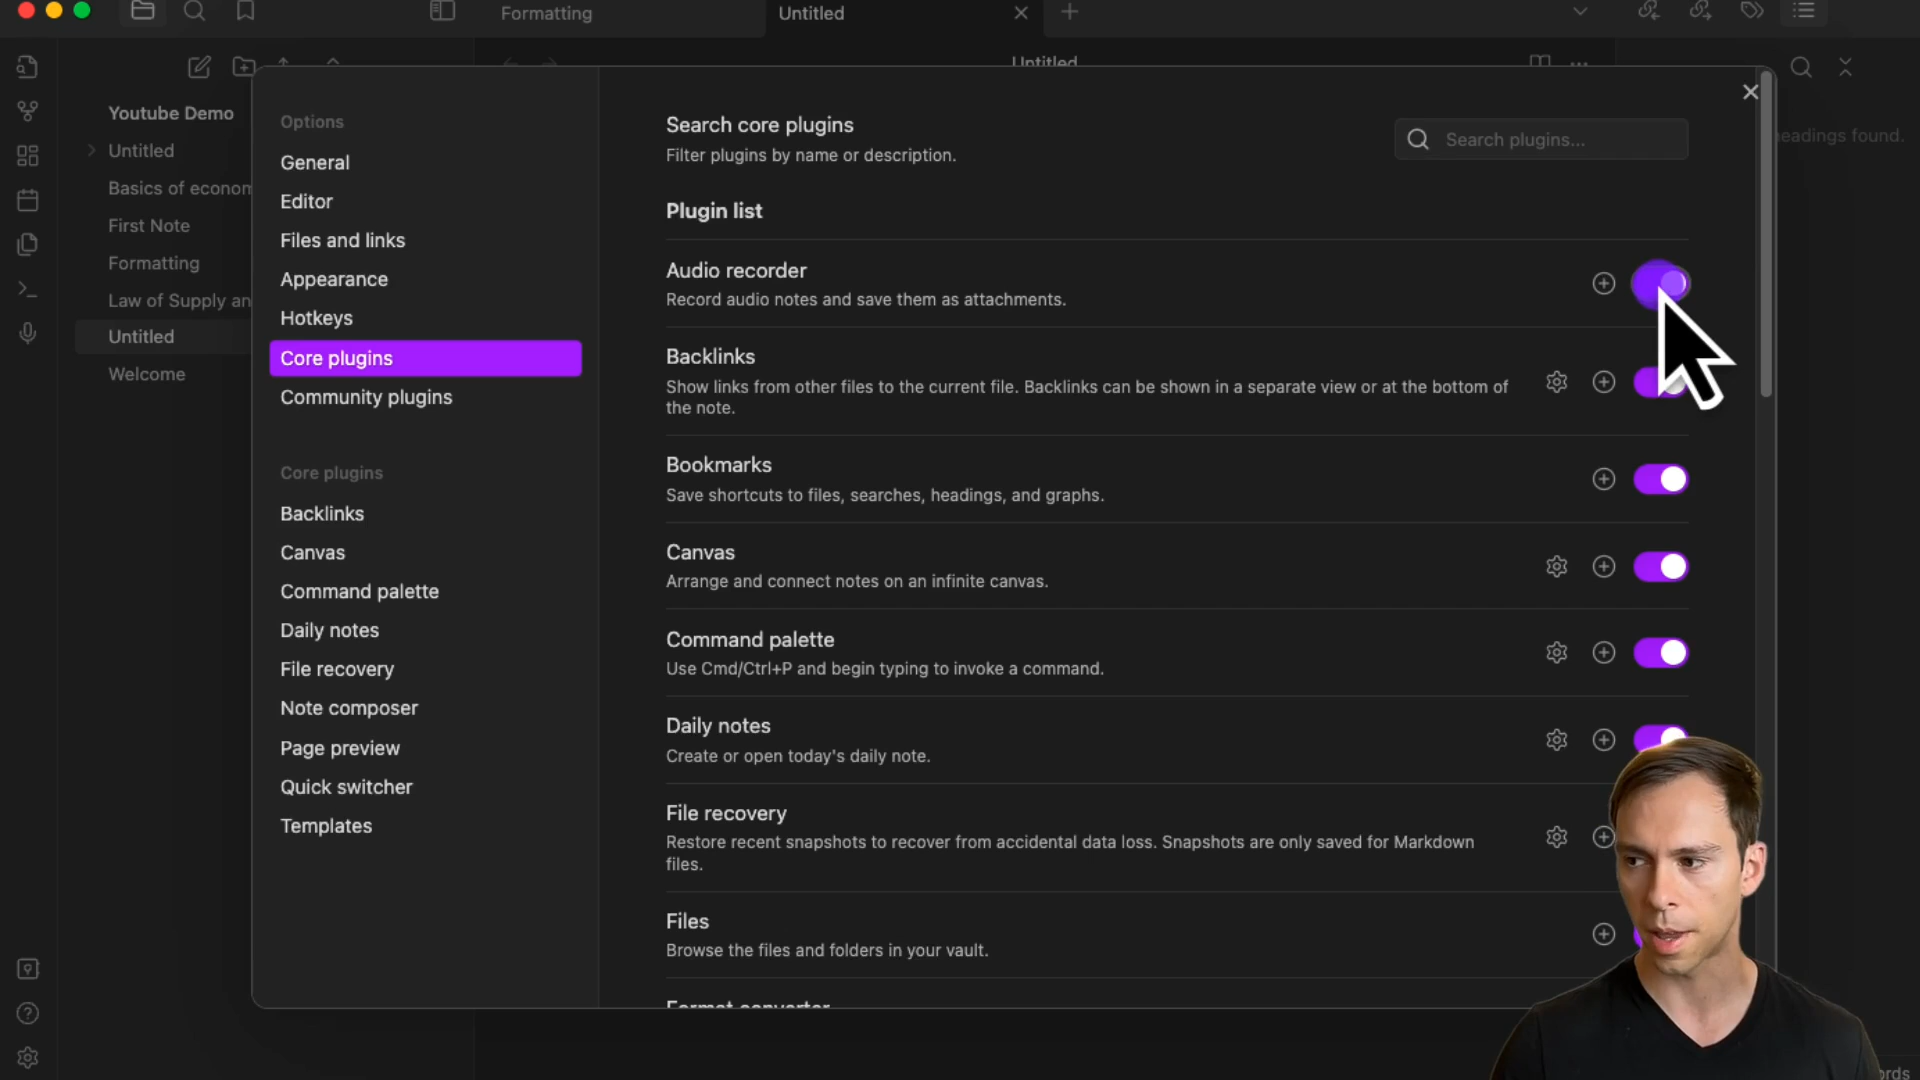 Formatting
Untitled
Untitled
Youtube Demo
Untitled
Basics of econom
First Note
Formatting
Law of Supply an
Untitled
Welcome
Options
General
Editor
Files and links
Appearance
Hotkeys
Core plugins
Community plugins
Core plugins
Backlinks
Canvas
Command palette
Daily notes
File recovery
Note composer
Page preview
Quick switcher
Templates
Search core plugins
Filter plugins by name or description.
Search plugins...
Plugin list
Audio recorder
Record audio notes and save them as attachments.
Backlinks
Show links from other files to the current file. Backlinks can be shown in a separate view or at the bottom of
the note.
Bookmarks
Save shortcuts to files, searches, headings, and graphs.
Canvas
Arrange and connect notes on an infinite canvas.
Command palette
Use Cmd/Ctrl+P and begin typing to invoke a command.
Daily notes
Create or open today's daily note.
File recovery
Restore recent snapshots to recover from accidental data loss. Snapshots are only saved for Markdown
files.
Files
Browse the files and folders in your vault.
Format converter
eadings found.
ords